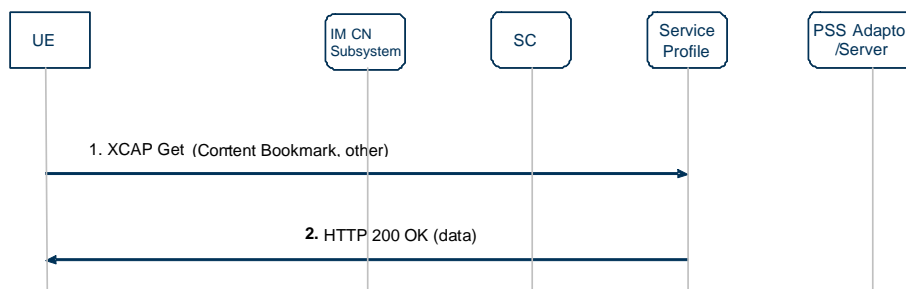 UE
IM CN
Subsystem
SC
Service
Profile
PSS Adapto
/Server
1. XCAP Get (Content Bookmark, other)
2. HTTP 200 OK (data)